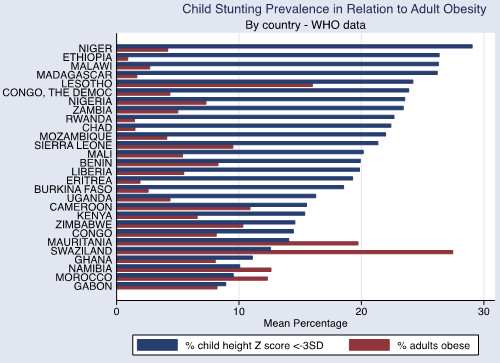 Child Stunting Prevalence in Relation to Adult Obesity
By country - WHO data
NIGER
ETHIOPIA
MALAWI
MADAGASCAR
LESOTHO
CONGO, THE DEMOC
NIGERIA
ZAMBIA
RWANDA
CHAD
MOZAMBIQUE
SIERRA LEONE
MALI
BENIN
LIBERIA
ERITREA
BURKINA FASO
UGANDA
CAMEROON
KENYA
ZIMBABWE
CONGO
MAURITANIA
SWAZILAND
GHANA
NAMIBIA
MOROCCO
GABON
0 10 20 30
Mean Percentage
% child height Z score <-3SD % adults obese